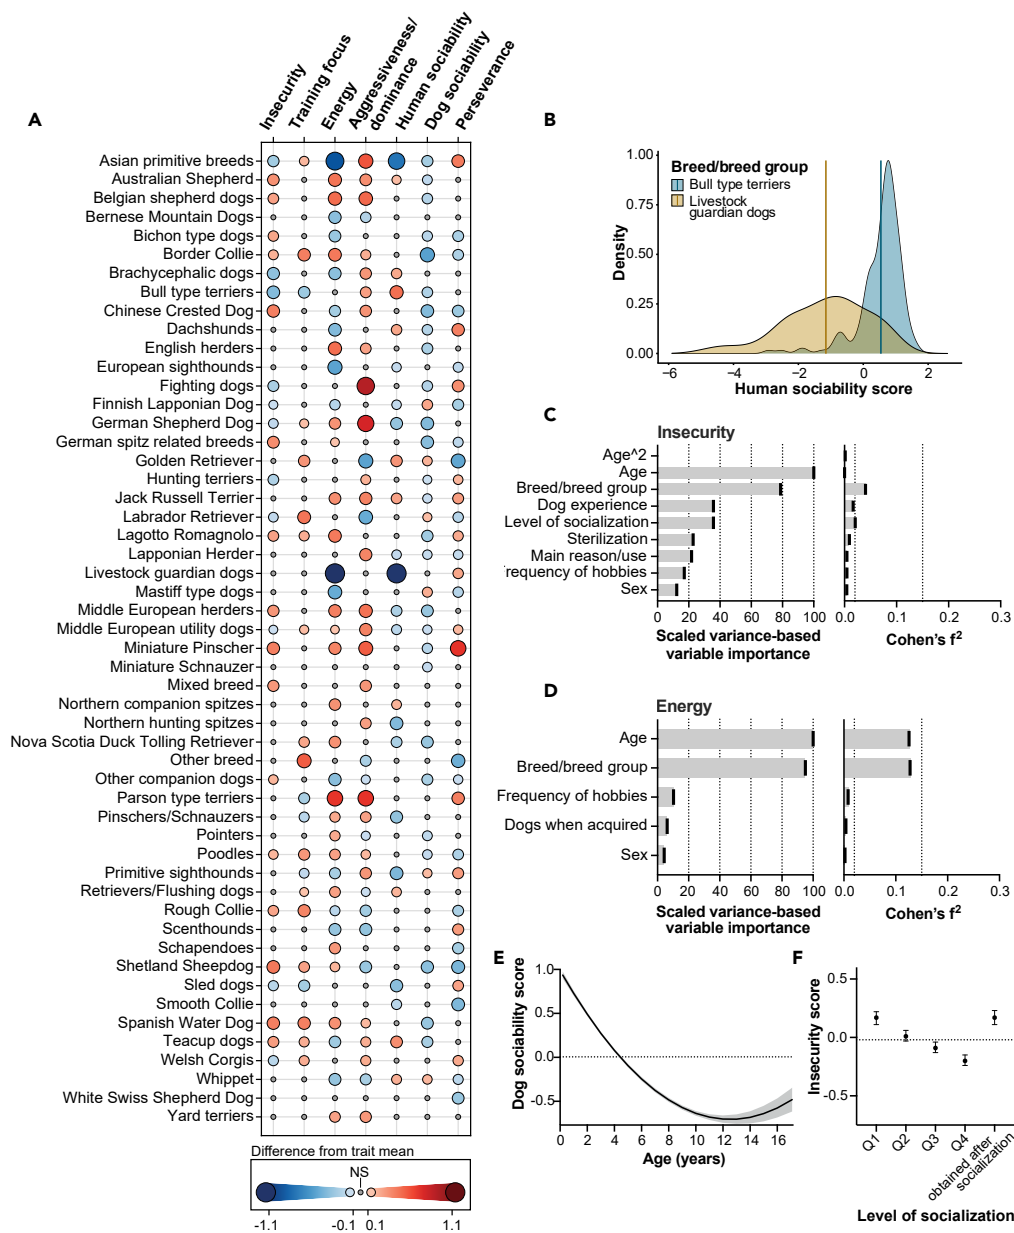 A
Insecurity
Training focus
Energy
Aggressiveness/
dominance
Human sociability
Dog sociability
Perseverance
Asian primitive breeds
Australian Shepherd
Belgian shepherd dogs
Bernese Mountain Dogs
Bichon type dogs
Border Collie
Brachycephalic dogs
Bull type terriers
Chinese Crested Dog
Dachshunds
English herders
European sighthounds
Fighting dogs
Finnish Lapponian Dog
German Shepherd Dog
German spitz related breeds
Golden Retriever
Hunting terriers
Jack Russell Terrier
Labrador Retriever
Lagotto Romagnolo
Lapponian Herder
Livestock guardian dogs
Mastiff type dogs
Middle European herders
Middle European utility dogs
Miniature Pinscher
Miniature Schnauzer
Mixed breed
Northern companion spitzes
Northern hunting spitzes
Nova Scotia Duck Tolling Retriever
Other breed
Other companion dogs
Parson type terriers
Pinschers/Schnauzers
Pointers
Poodles
Primitive sighthounds
Retrievers/Flushing dogs
Rough Collie
Scenthounds
Schapendoes
Shetland Sheepdog
Sled dogs
Smooth Collie
Spanish Water Dog
Teacup dogs
Welsh Corgis
Whippet
White Swiss Shepherd Dog
Yard terriers
Difference from trait mean
NS
-1.1 -0.1 0.1 1.1
B
Breed/breed group
Bull type terriers
Livestock
guardian dogs
Density
1.00
0.75
0.50
0.25
0.00
−6 −4 −2 0 2
Human sociability score
C
Insecurity
Age^2
Age
Breed/breed group
Dog experience
Level of socialization
Sterilization
Main reason/use
requency of hobbies
Sex
0 20 40 60 80 100
Scaled variance-based
variable importance
0.0 0.1 0.2 0.3
Cohen's f2
D
Energy
Age
Breed/breed group
Frequency of hobbies
Dogs when acquired
Sex
0 20 40 60 80 100
Scaled variance-based
variable importance
0.0 0.1 0.2 0.3
Cohen's f2
E
Dog sociability score
1.0
0.5
0.0
-0.5
0 2 4 6 8 10 12 14 16
Age (years)
F
Insecurity score
0.5
0.0
-0.5
Q1
Q2
Q3
Q4
obtained after
socialization
Level of socialization